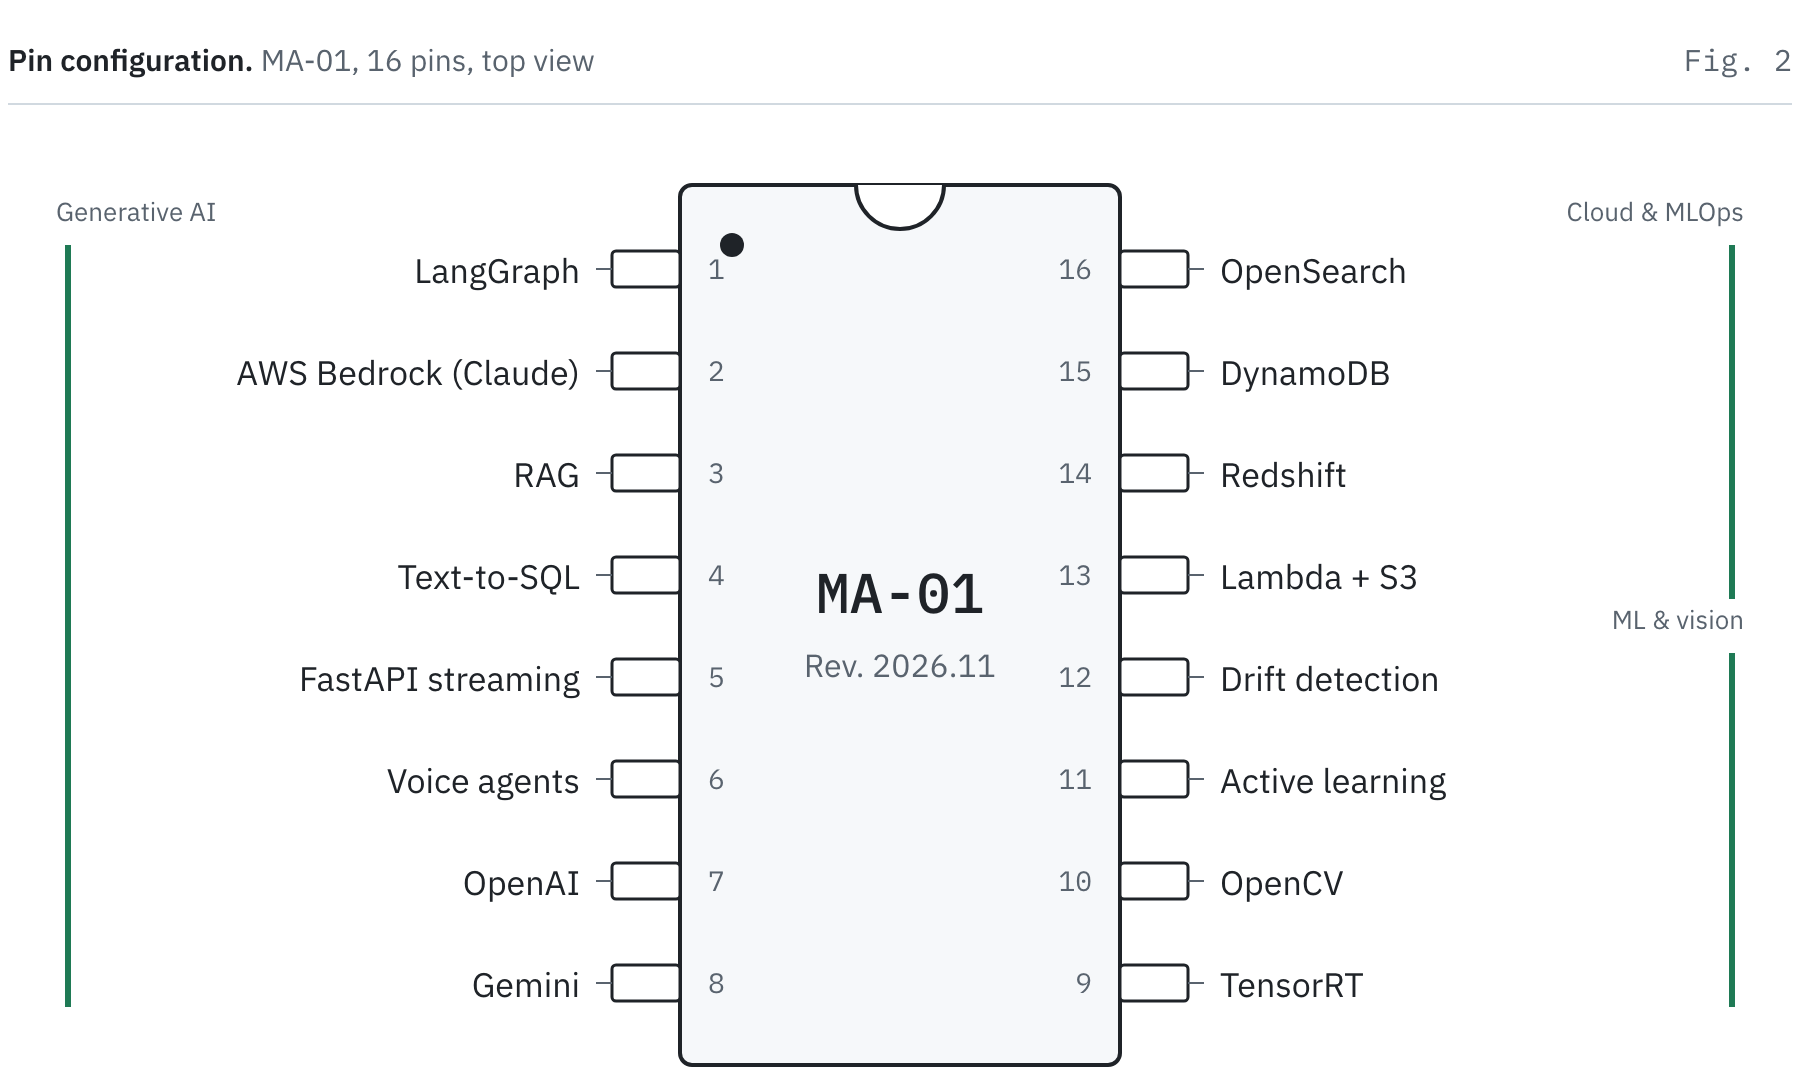 Pin configuration. MA-01, 16 pins, top view
Fig. 2
Generative AI
Cloud & MLOps
LangGraph 1 16 OpenSearch
AWS Bedrock (Claude) 2 15 DynamoDB
RAG 3 14 Redshift
Text-to-SQL 4 13 Lambda + S3
MA-01
ML & vision
Rev. 2026.11
FastAPI streaming 5 12 Drift detection
Voice agents 6 11 Active learning
OpenAI 7 10 OpenCV
Gemini 8 9 TensorRT